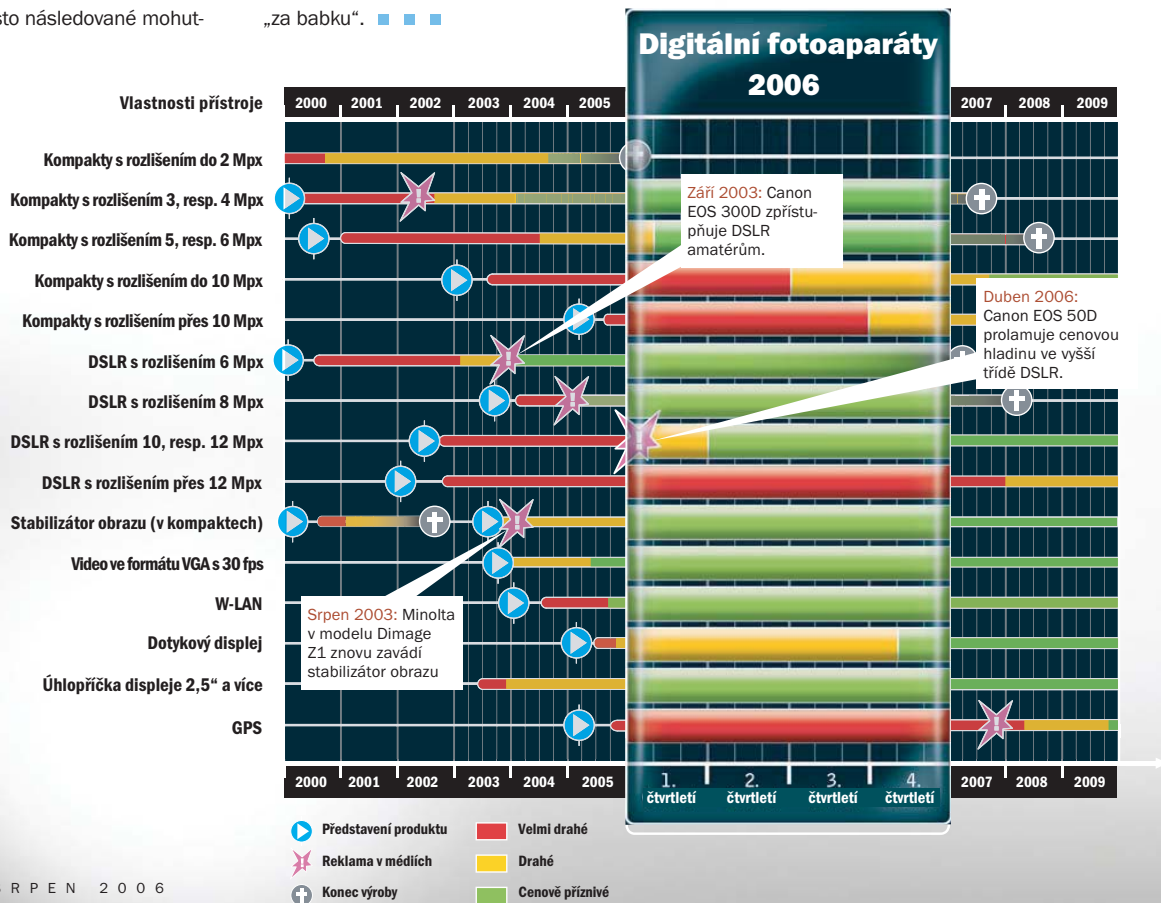 sto následované mohut-
„za babku“.
Digitální fotoaparáty
2006
Vlastnosti přístroje
2000 2001 2002 2003 2004 2005 2007 2008 2009
Kompakty s rozlišením do 2 Mpx
Kompakty s rozlišením 3, resp. 4 Mpx
Kompakty s rozlišením 5, resp. 6 Mpx
Kompakty s rozlišením do 10 Mpx
Kompakty s rozlišením přes 10 Mpx
DSLR s rozlišením 6 Mpx
DSLR s rozlišením 8 Mpx
DSLR s rozlišením 10, resp. 12 Mpx
DSLR s rozlišením přes 12 Mpx
Stabilizátor obrazu (v kompaktech)
Video ve formátu VGA s 30 fps
W-LAN
Dotykový displej
Úhlopříčka displeje 2,5“ a více
GPS
Září 2003: Canon
EOS 300D zpřístu-
pňuje DSLR
amatérům.
Duben 2006:
Canon EOS 50D
prolamuje cenovou
hladinu ve vyšší
třídě DSLR.
Srpen 2003: Minolta
v modelu Dimage
Z1 znovu zavádí
stabilizátor obrazu
2000 2001 2002 2003 2004 2005 2007 2008 2009
1. 2. 3. 4.
čtvrtletí čtvrtletí čtvrtletí čtvrtletí
Představení produktu
Reklama v médiích
Konec výroby
Velmi drahé
Drahé
Cenově příznivé
SRPEN 2006